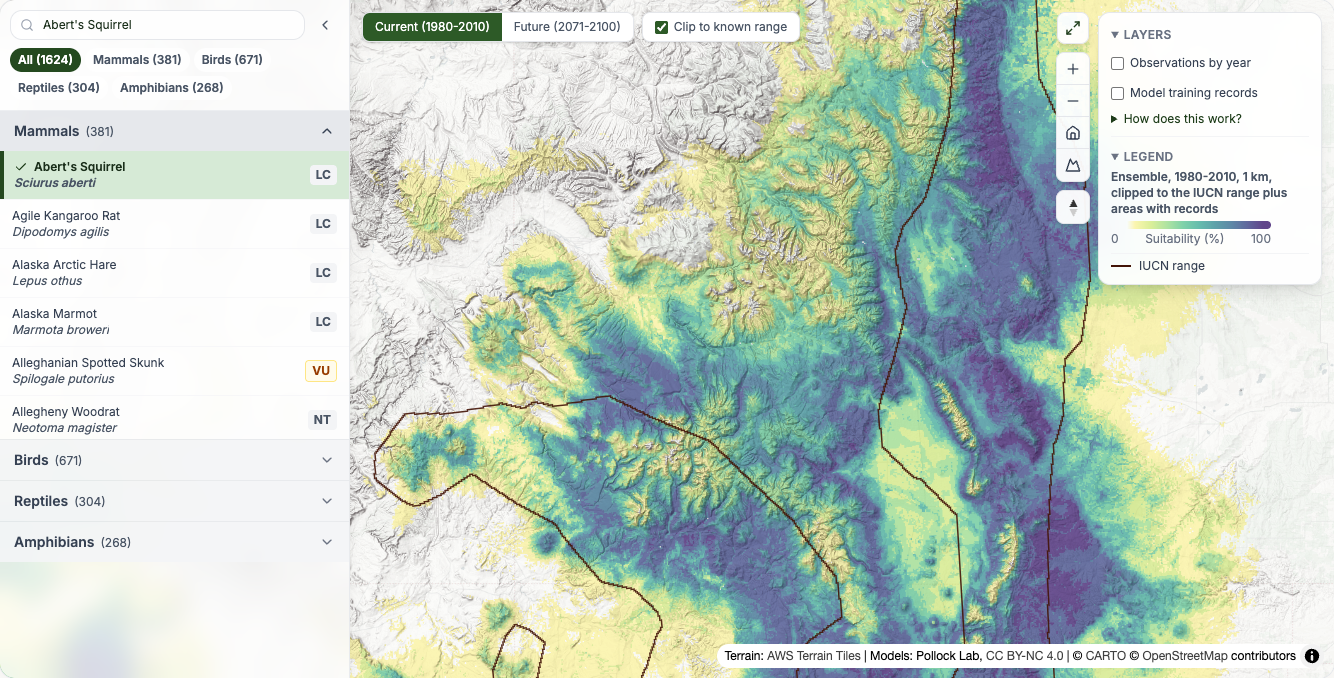 Abert's Squirrel
All (1624) Mammals (381) Birds (671)
Reptiles (304) Amphibians (268)
Mammals (381)
Abert's Squirrel
Sciurus aberti
LC
Agile Kangaroo Rat
Dipodomys agilis
LC
Alaska Arctic Hare
Lepus othus
LC
Alaska Marmot
Marmota broweri
LC
Alleghanian Spotted Skunk
Spilogale putorius
VU
Allegheny Woodrat
Neotoma magister
NT
Birds (671)
Reptiles (304)
Amphibians (268)
Current (1980-2010) Future (2071-2100) Clip to known range
LAYERS
Observations by year
Model training records
How does this work?
LEGEND
Ensemble, 1980-2010, 1 km,
clipped to the IUCN range plus
areas with records
0 Suitability (%) 100
IUCN range
Terrain: AWS Terrain Tiles | Models: Pollock Lab, CC BY-NC 4.0 | © CARTO © OpenStreetMap contributors